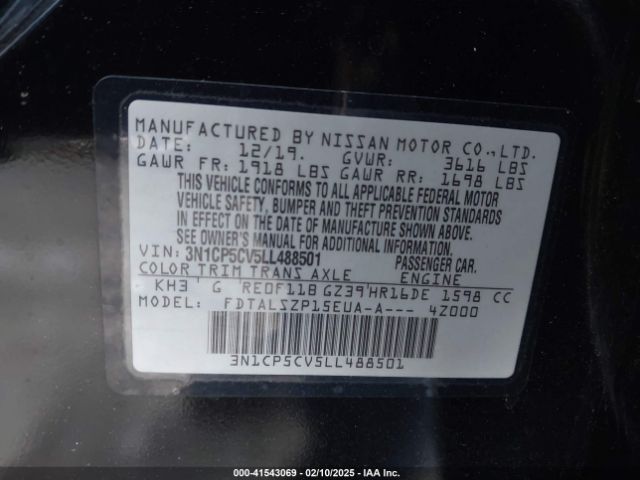 MANUFACTURED BY NISSAN MOTOR CO.,LTD.
DATE: 12/19. GVWR: 3616 LBS
GAWR FR: 1918 LBS GAWR RR: 1698 LBS
THIS VEHICLE CONFORMS TO ALL APPLICABLE FEDERAL MOTOR
VEHICLE SAFETY, BUMPER AND THEFT PREVENTION STANDARDS
IN EFFECT ON THE DATE OF MANUFACTURE SHOWN ABOVE.
SEE OWNER'S MANUAL FOR ADDITIONAL INFORMATION.
VIN: 3N1CP5CV5LL488501 PASSENGER CAR.
COLOR TRIM TRANS AXLE ENGINE
KH3 G RE0F11B GZ39 HR16DE 1598 CC
MODEL: FDTALSZP15EUA-A--- 4Z000
3N1CP5CV5LL488501
000-41543069 - 02/10/2025 - IAA Inc.